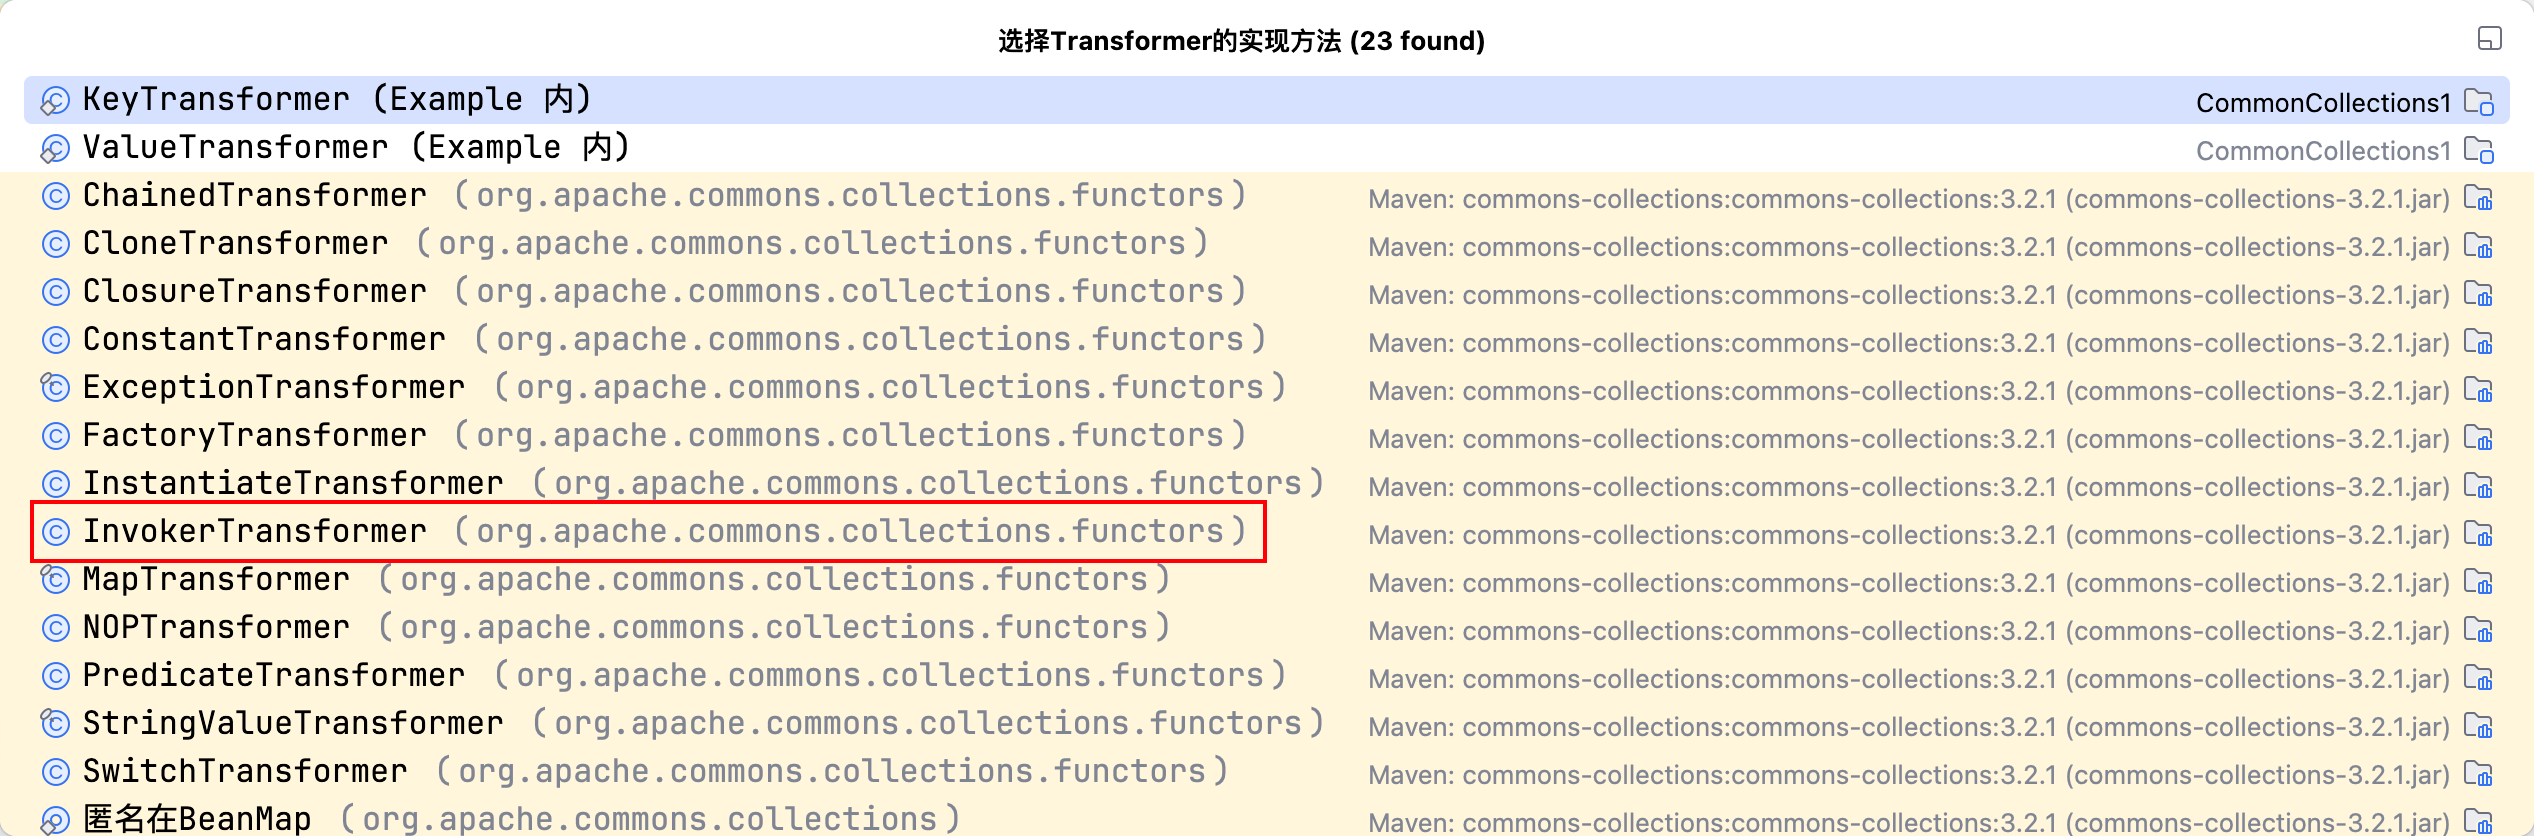 选择Transformer的实现方法 (23 found)
KeyTransformer (Example 内) CommonCollections1
ValueTransformer (Example 内) CommonCollections1
ChainedTransformer (org.apache.commons.collections.functors) Maven: commons-collections:commons-collections:3.2.1 (commons-collections-3.2.1.jar)
CloneTransformer (org.apache.commons.collections.functors) Maven: commons-collections:commons-collections:3.2.1 (commons-collections-3.2.1.jar)
ClosureTransformer (org.apache.commons.collections.functors) Maven: commons-collections:commons-collections:3.2.1 (commons-collections-3.2.1.jar)
ConstantTransformer (org.apache.commons.collections.functors) Maven: commons-collections:commons-collections:3.2.1 (commons-collections-3.2.1.jar)
ExceptionTransformer (org.apache.commons.collections.functors) Maven: commons-collections:commons-collections:3.2.1 (commons-collections-3.2.1.jar)
FactoryTransformer (org.apache.commons.collections.functors) Maven: commons-collections:commons-collections:3.2.1 (commons-collections-3.2.1.jar)
InstantiateTransformer (org.apache.commons.collections.functors) Maven: commons-collections:commons-collections:3.2.1 (commons-collections-3.2.1.jar)
InvokerTransformer (org.apache.commons.collections.functors) Maven: commons-collections:commons-collections:3.2.1 (commons-collections-3.2.1.jar)
MapTransformer (org.apache.commons.collections.functors) Maven: commons-collections:commons-collections:3.2.1 (commons-collections-3.2.1.jar)
NOPTransformer (org.apache.commons.collections.functors) Maven: commons-collections:commons-collections:3.2.1 (commons-collections-3.2.1.jar)
PredicateTransformer (org.apache.commons.collections.functors) Maven: commons-collections:commons-collections:3.2.1 (commons-collections-3.2.1.jar)
StringValueTransformer (org.apache.commons.collections.functors) Maven: commons-collections:commons-collections:3.2.1 (commons-collections-3.2.1.jar)
SwitchTransformer (org.apache.commons.collections.functors) Maven: commons-collections:commons-collections:3.2.1 (commons-collections-3.2.1.jar)
匿名在BeanMap (org.apache.commons.collections) Maven: commons-collections:commons-collections:3.2.1 (commons-collections-3.2.1.jar)